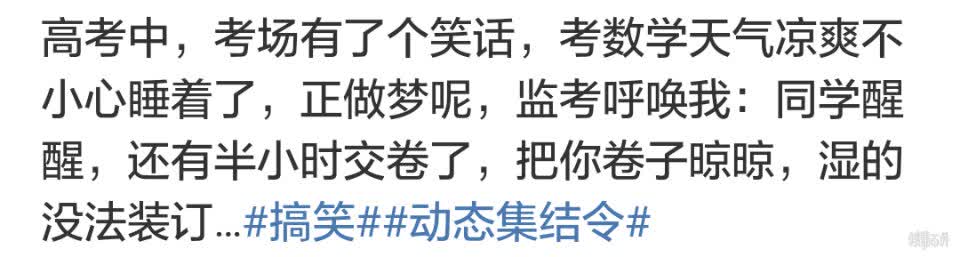 高考中，考场有了个笑话，考数学天气凉爽不
小心睡着了，正做梦呢，监考呼唤我：同学醒
醒，还有半小时交卷了，把你卷子晾晾，湿的
没法装订...#搞笑##动态集结令#